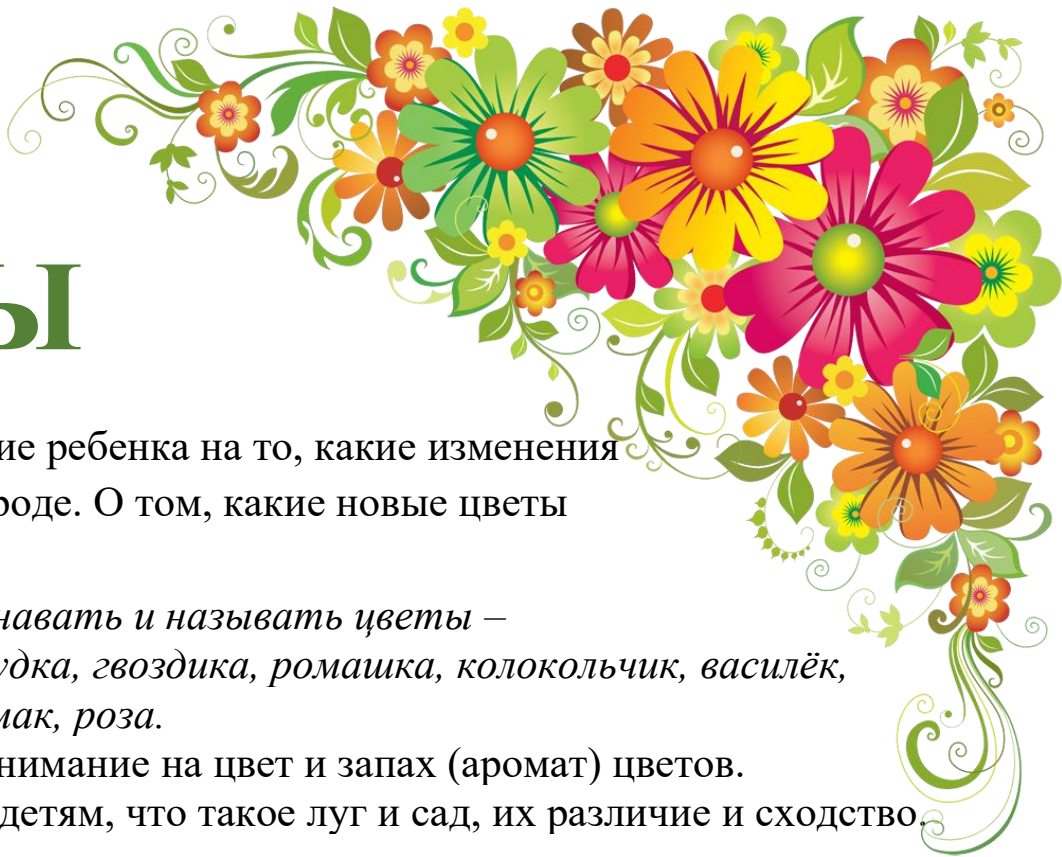 Ы
ие ребенка на то, какие изменения
роде. О том, какие новые цветы
навать и называть цветы –
удка, гвоздика, ромашка, колокольчик, василёк,
мак, роза.
нимание на цвет и запах (аромат) цветов.
детям, что такое луг и сад, их различие и сходство.